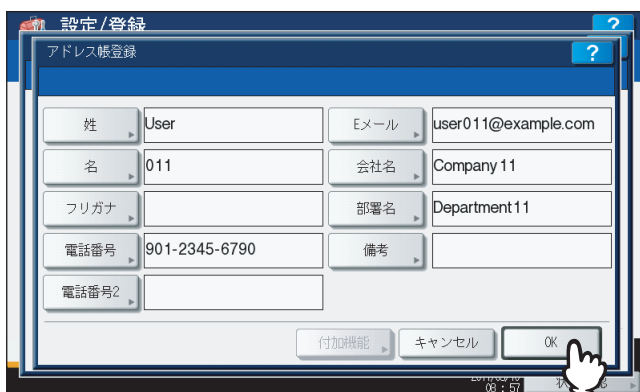 設定/登録 ?
アドレス帳登録 ?
姓 User Eメール user011@example.com
名 011 会社名 Company 11
フリガナ 部署名 Department11
電話番号 901-2345-6790 備考
電話番号2
付加機能 キャンセル OK
08 : 57